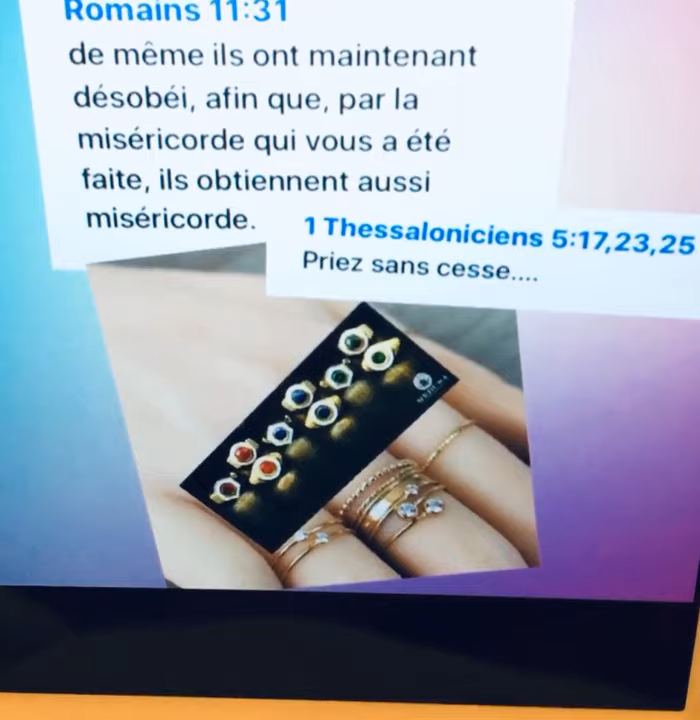 Romains 11:31
de même ils ont maintenant
désobéi, afin que, par la
miséricorde qui vous a été
faite, ils obtiennent aussi
miséricorde.
1 Thessaloniciens 5:17,23,25
Priez sans cesse....